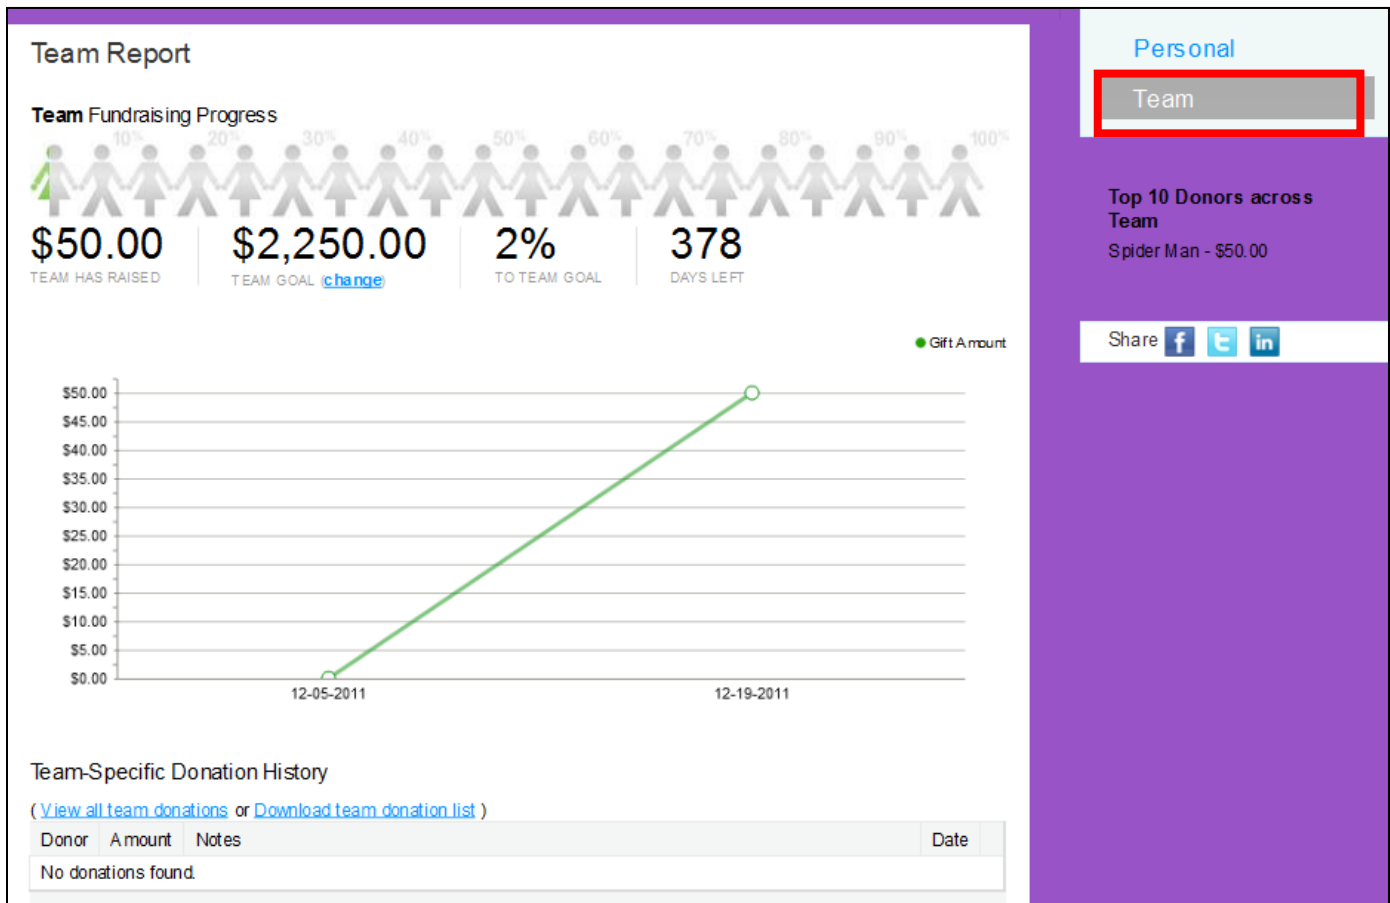 Team Report
Team Fundraising Progress
10% 20% 30% 40% 50% 60% 70% 80% 90% 100%
$50.00 $2,250.00 2% 378
TEAM HAS RAISED TEAM GOAL (change) TO TEAM GOAL DAYS LEFT
Gift Amount
$50.00
$45.00
$40.00
$35.00
$30.00
$25.00
$20.00
$15.00
$10.00
$5.00
$0.00
12-05-2011 12-19-2011
Team-Specific Donation History
( View all team donations or Download team donation list )
Donor Amount Notes Date
No donations found.
Personal
Team
Top 10 Donors across
Team
Spider Man - $50.00
Share f t in